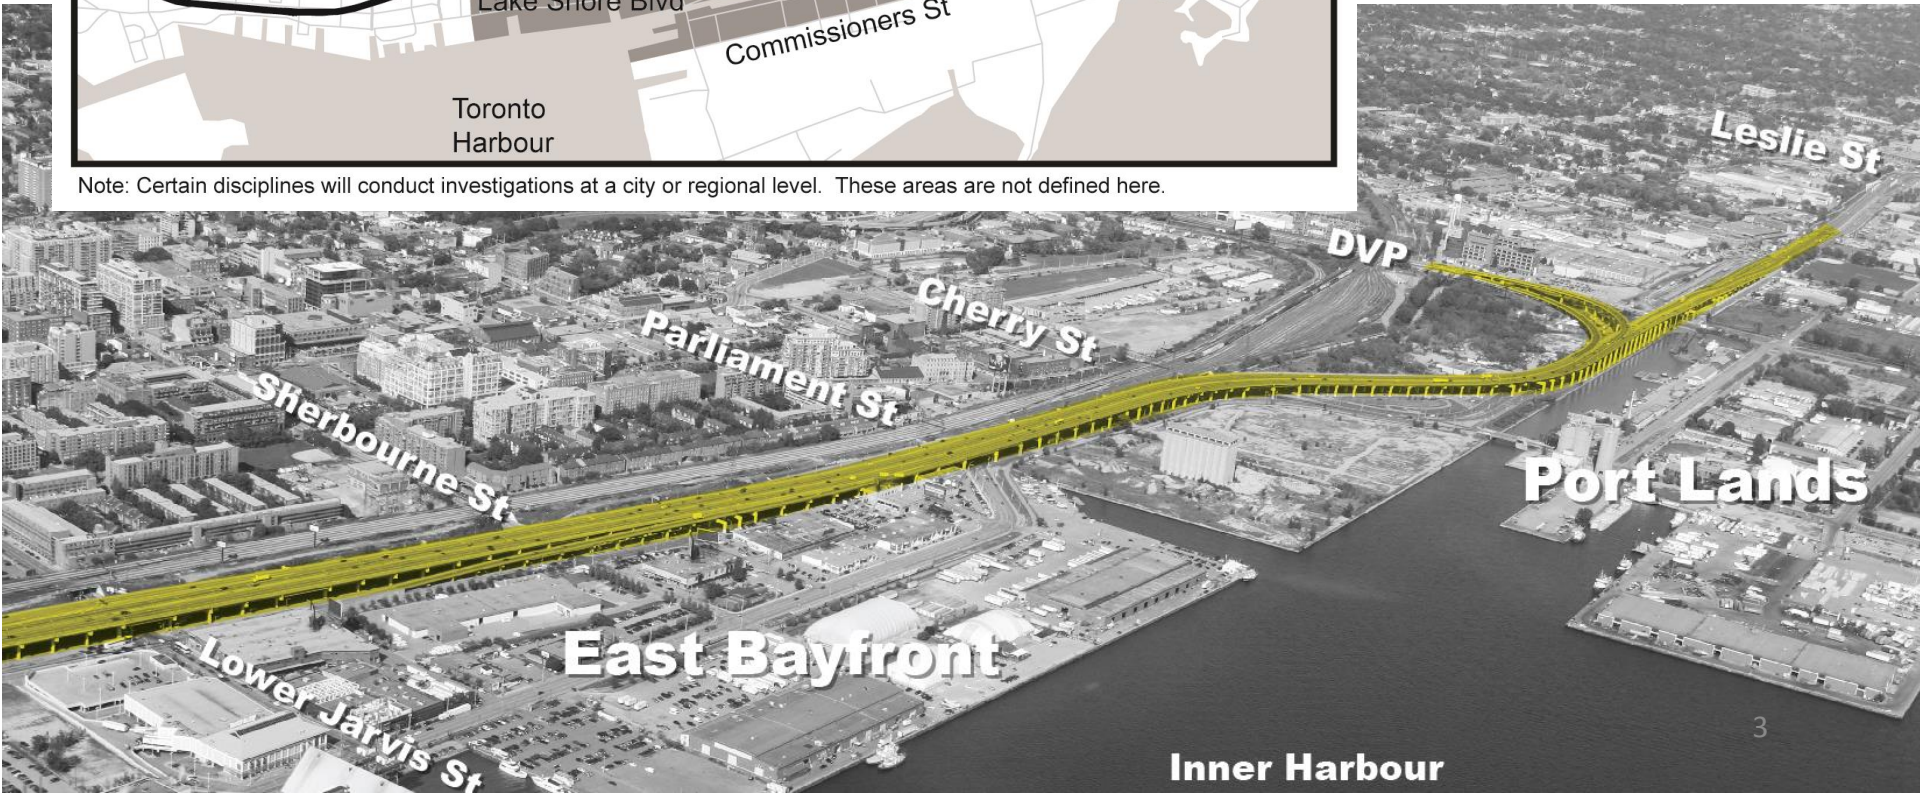 Lake Shore Blvd
Commissioners St
Toronto
Harbour
Note: Certain disciplines will conduct investigations at a city or regional level.  These areas are not defined here.
Leslie St
DVP
Cherry St
Parliament St
Sherbourne St
Port Lands
East Bayfront
Lower Jarvis St
3
Inner Harbour